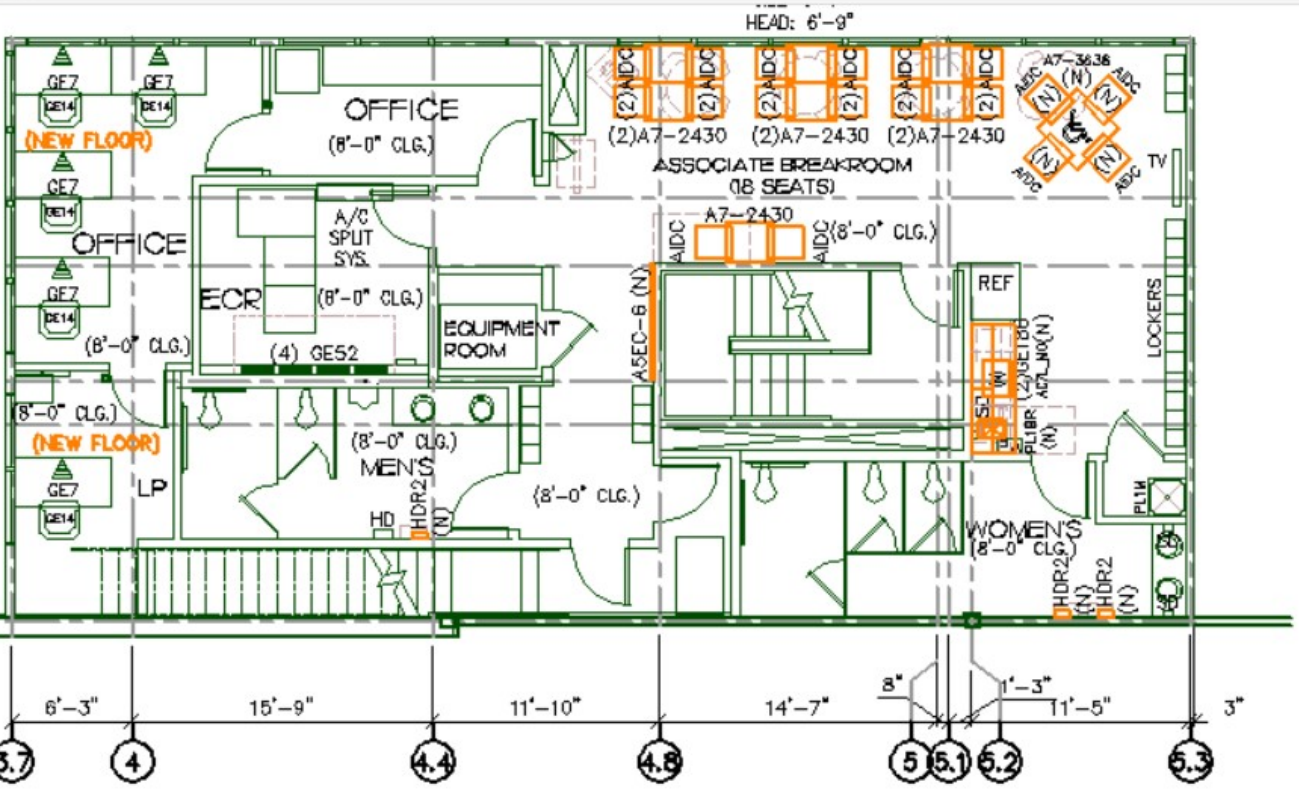 HEAD: 6'-9"
GE7
GE14
GE7
GE14
(NEW FLOOR)
OFFICE
(8'-0" CLG.)
(2)AIDC
(2)AIDC
(2)AIDC
(2)AIDC
(2)AIDC
(2)AIDC
(2)A7-2430
(2)A7-2430
(2)A7-2430
A7-3636
(N)
AIDC
(N)
AIDC
(N)
AIDC
(N)
AIDC
(N)
TV
ASSOCIATE BREAKROOM
(18 SEATS)
GE7
GE14
OFFICE
A/C
SPLIT
SYS.
A7-2430
AIDC
AIDC
(8'-0" CLG.)
GE7
GE14
(8'-0" CLG.)
ECR
(8'-0" CLG.)
(4) GE52
EQUIPMENT
ROOM
A5EC-6 (N)
REF
LOCKERS
(8'-0" CLG.)
(NEW FLOOR)
(8'-0" CLG.)
MEN'S
PL1BR
(N)
GE7
GE14
LP
HD
HDR2
(N)
(8'-0" CLG.)
WOMEN'S
(8'-0" CLG.)
HDR2
(N)
HDR2
(N)
SD
SD
6'-3"
15'-9"
11'-10"
14'-7"
8"
1'-3"
11'-5"
3"
3.7
4
4.4
4.8
5
5.1
5.2
5.3